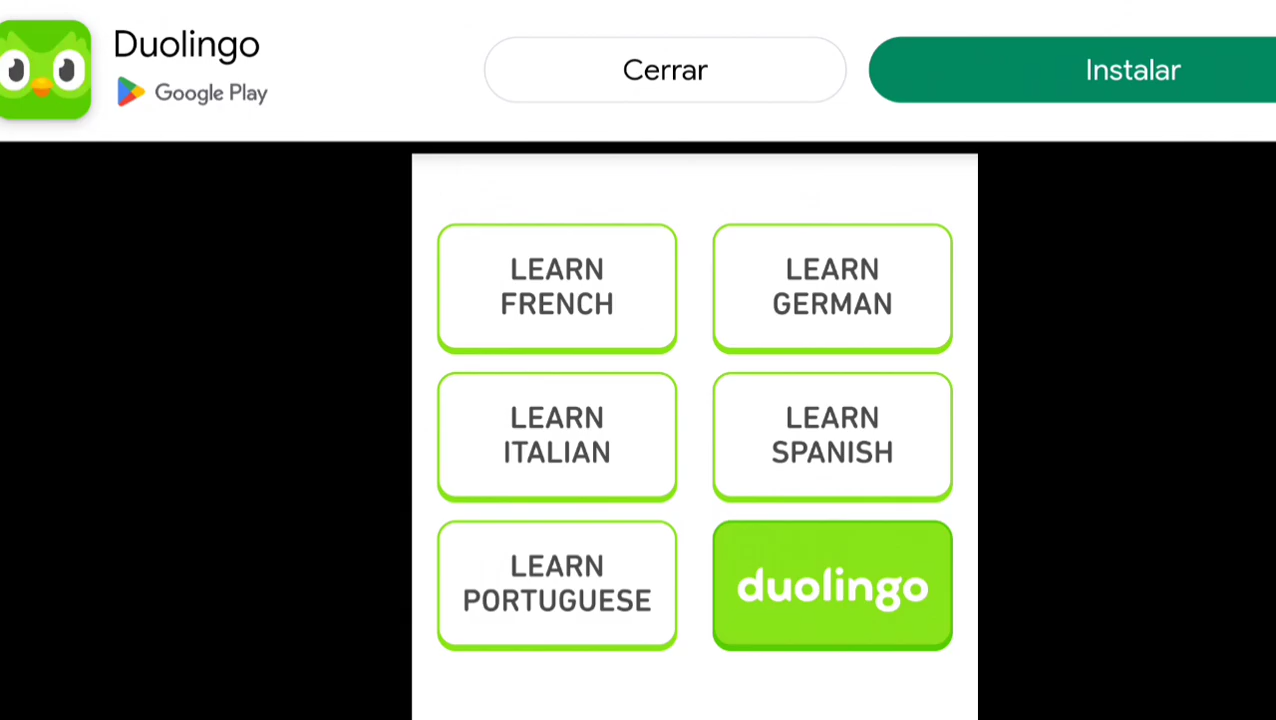 Duolingo
Google Play
Cerrar
Instalar
LEARN
FRENCH
LEARN
GERMAN
LEARN
ITALIAN
LEARN
SPANISH
LEARN
PORTUGUESE
duolingo